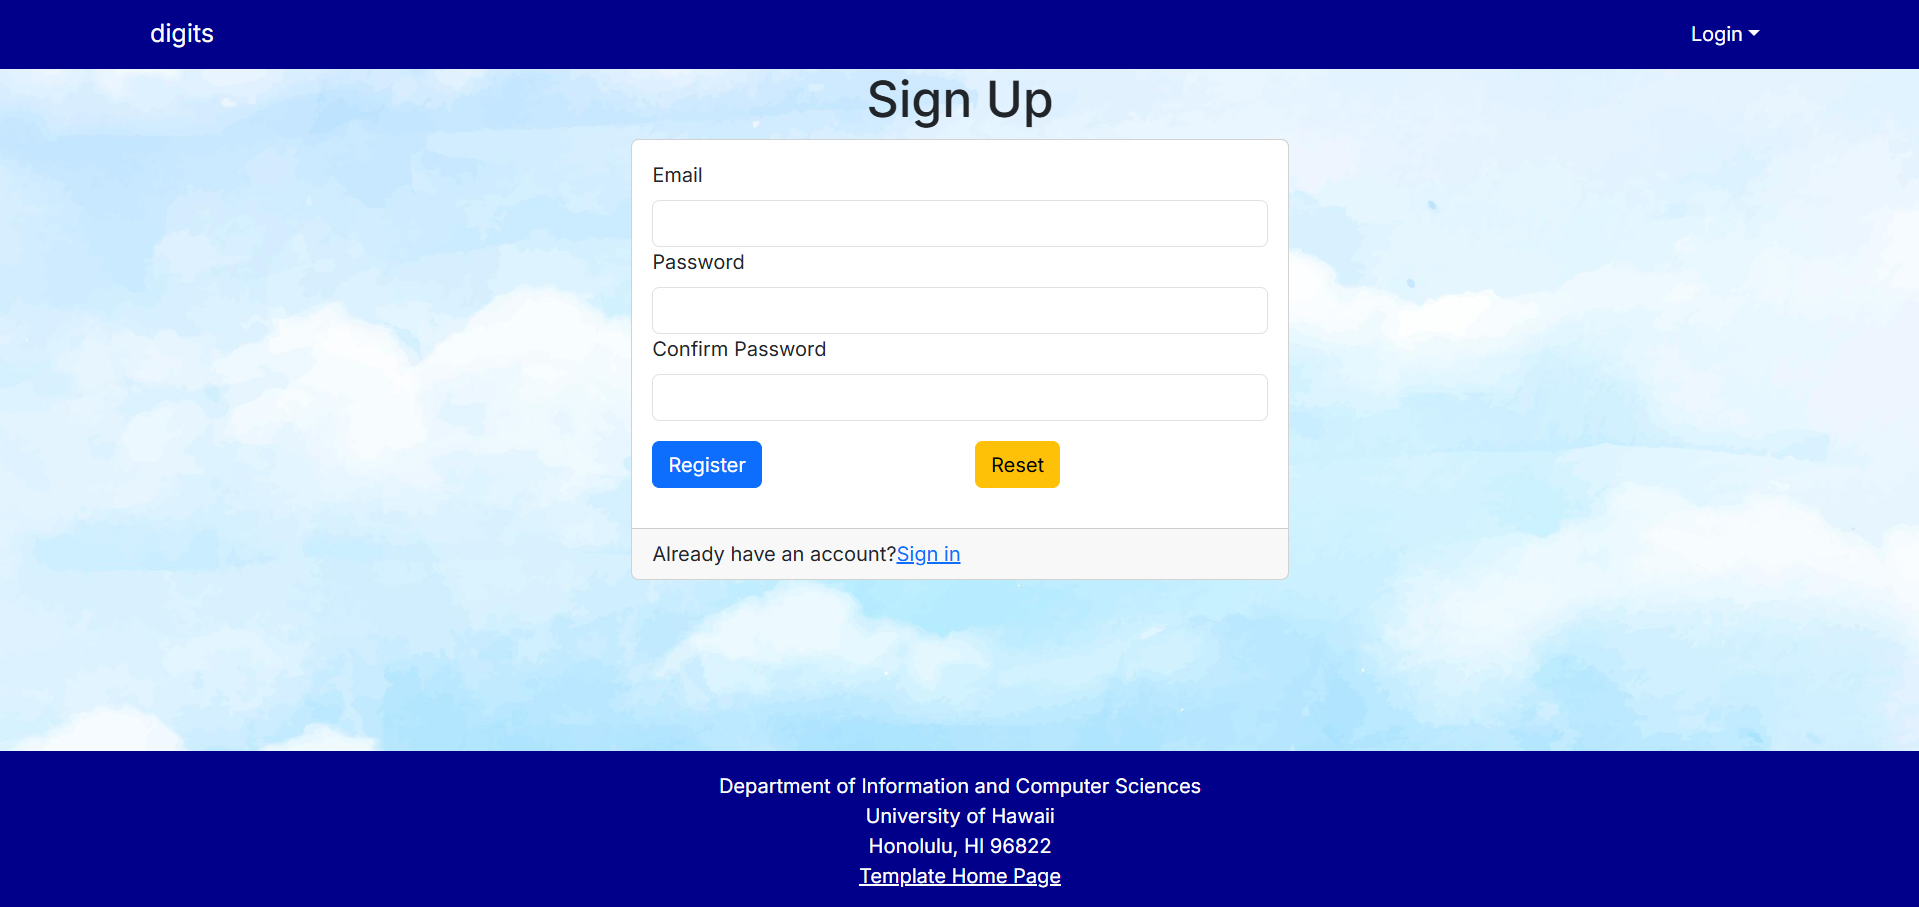 digits
Login
Sign Up
Email
Password
Confirm Password
Register
Reset
Already have an account?Sign in
Department of Information and Computer Sciences
University of Hawaii
Honolulu, HI 96822
Template Home Page